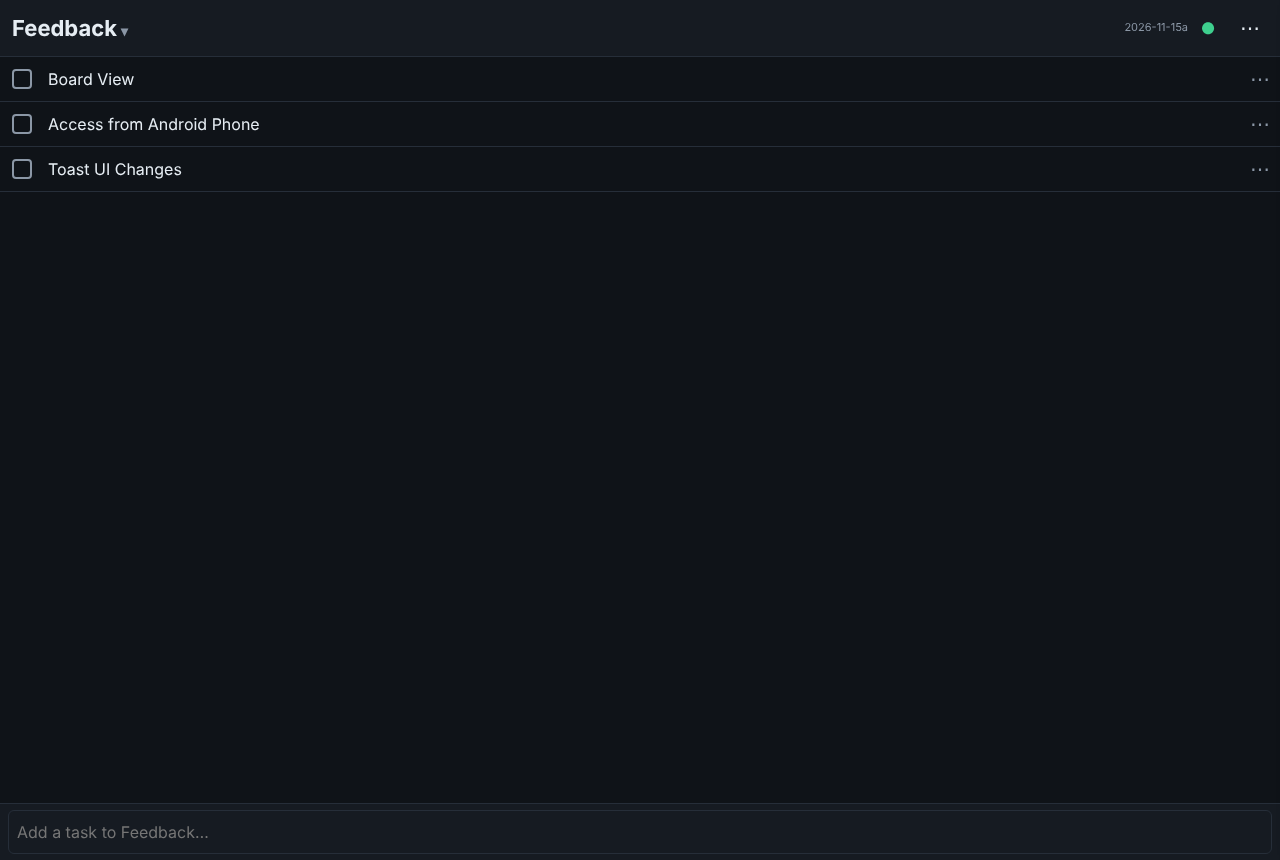 Feedback ▾
2026-11-15a
Board View
Access from Android Phone
Toast UI Changes
Add a task to Feedback...